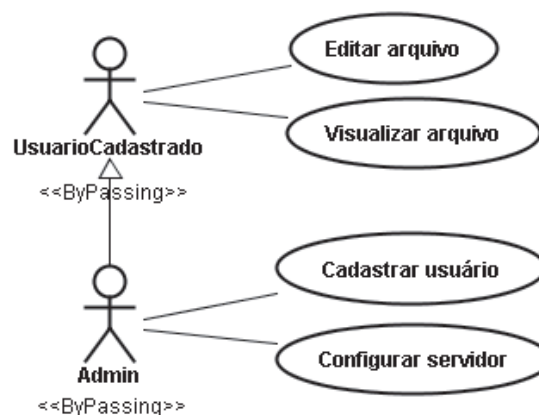 Editar arquivo
Visualizar arquivo
UsuarioCadastrado
<<ByPassing>>
Cadastrar usuário
Configurar servidor
Admin
<<ByPassing>>